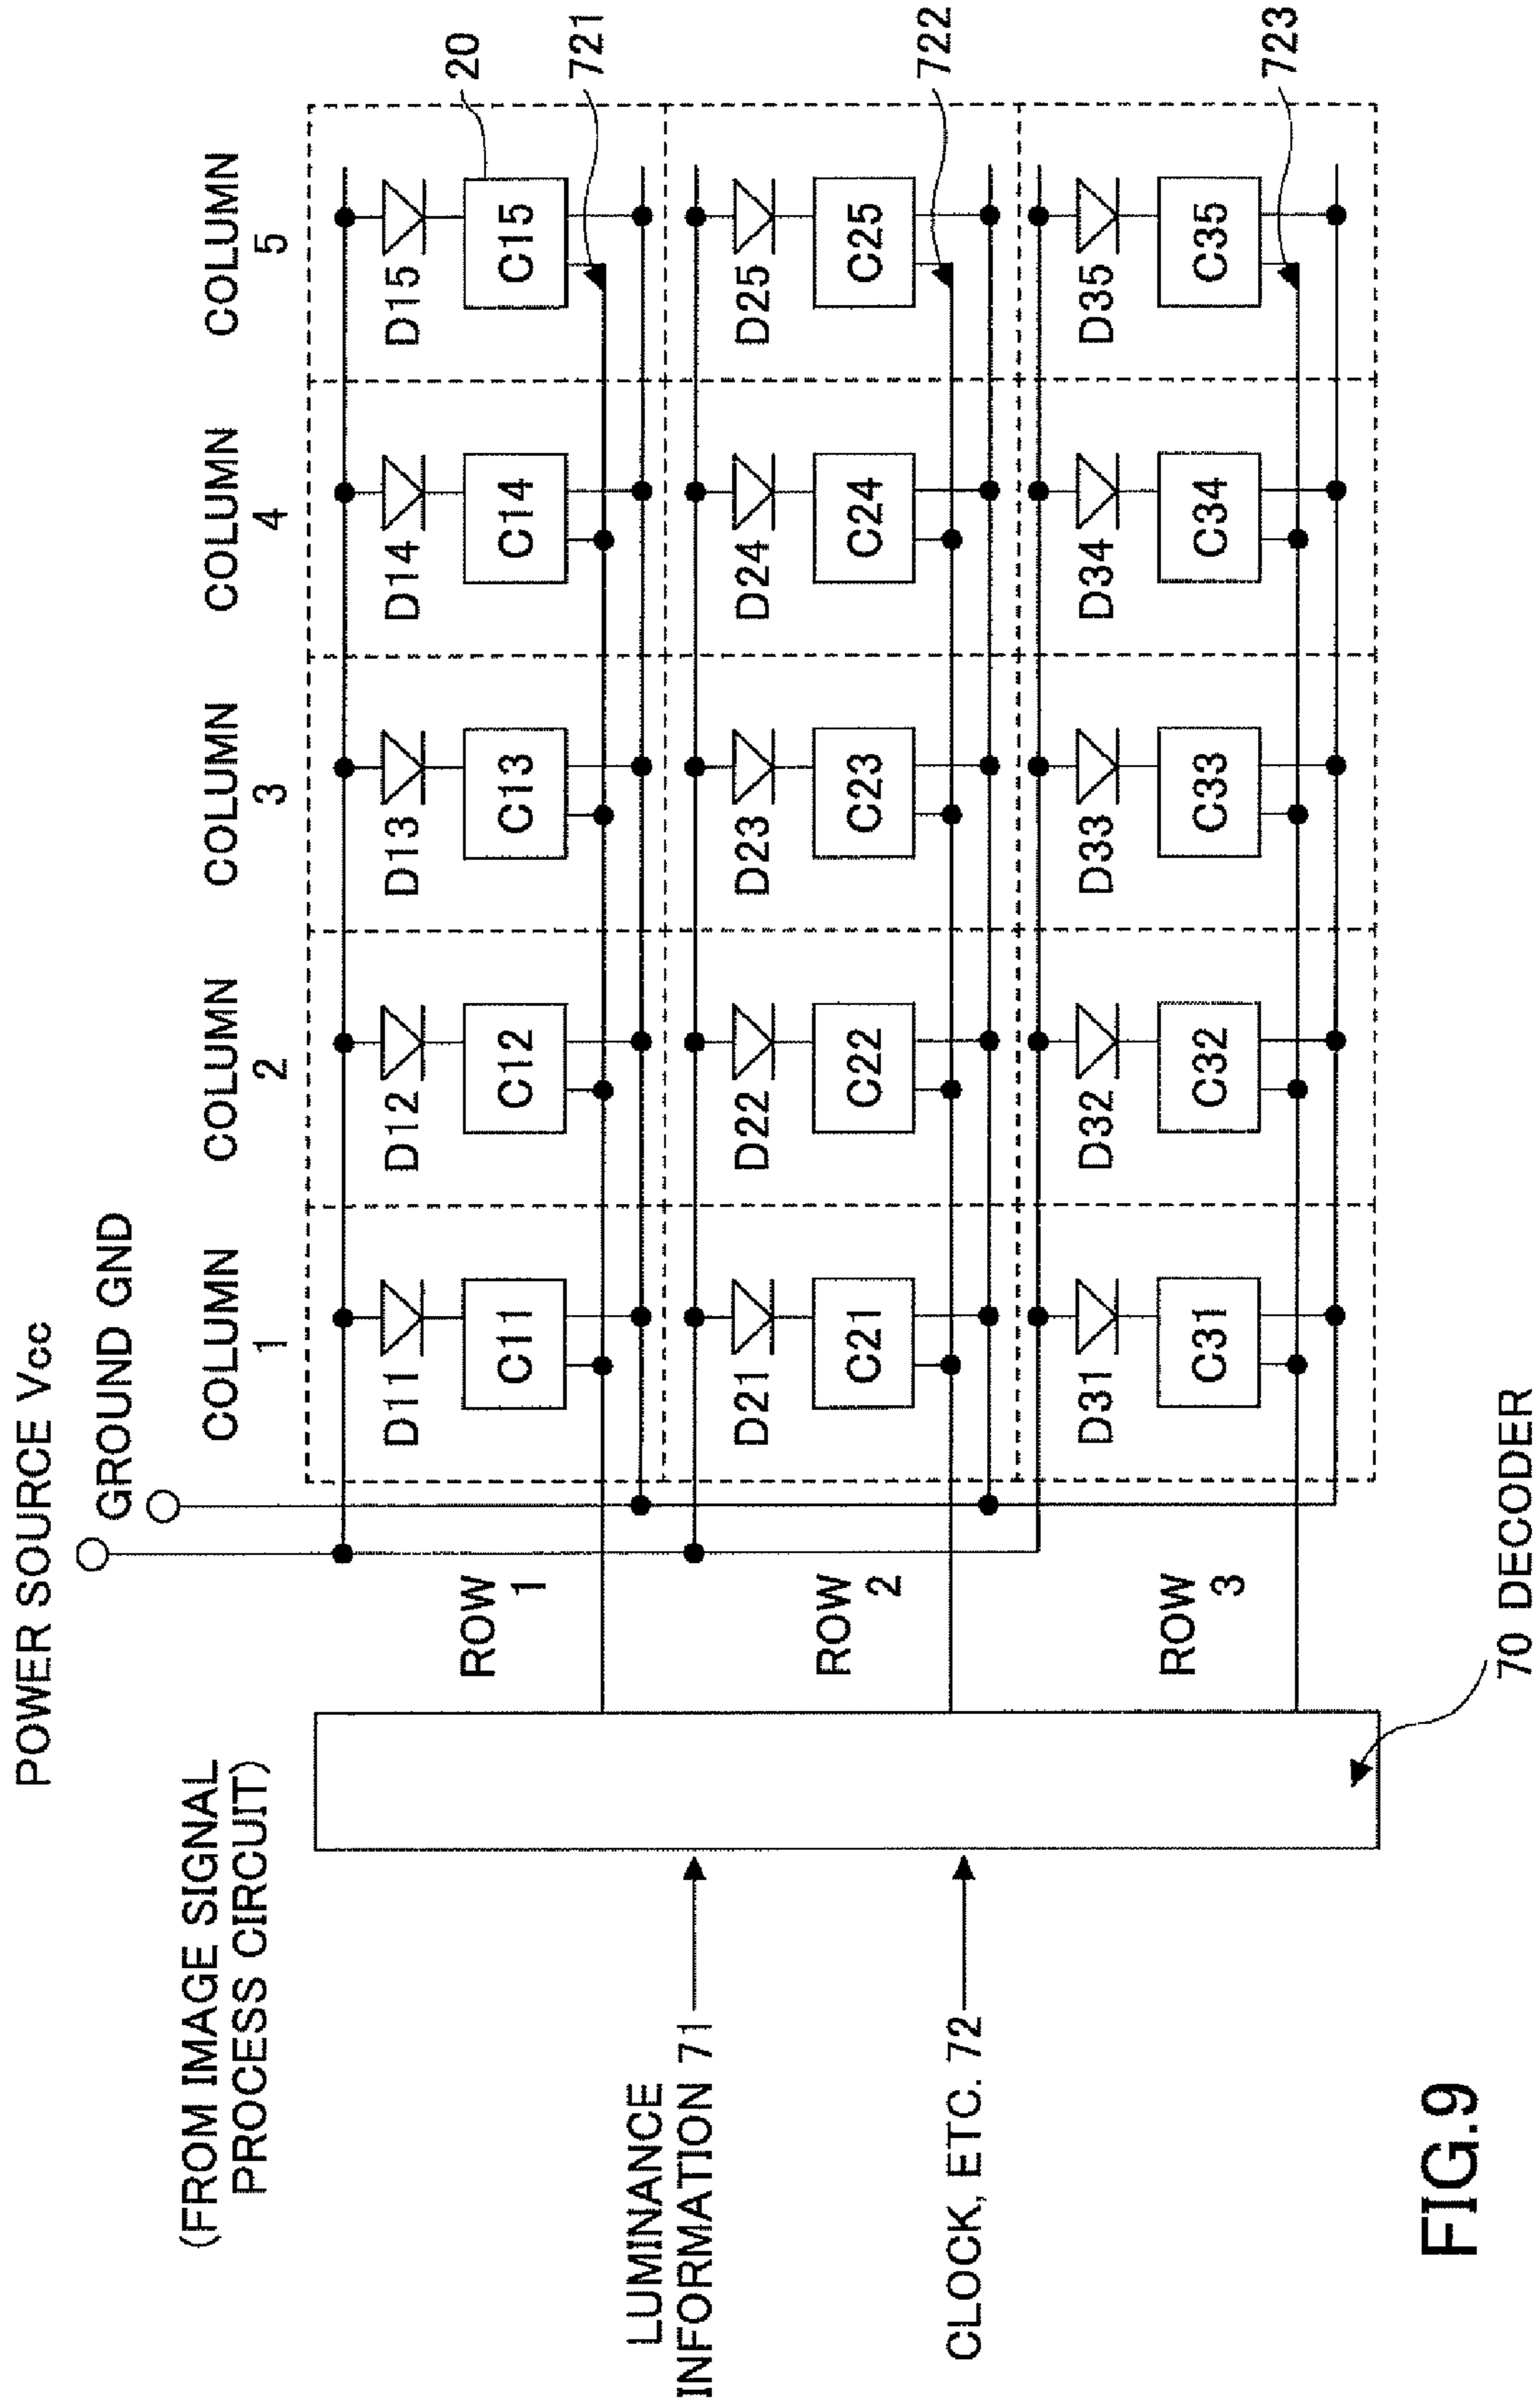 POWER SOURCE Vcc
GROUND GND
(FROM IMAGE SIGNAL
PROCESS CIRCUIT)
COLUMN
1
COLUMN
2
COLUMN
3
COLUMN
4
COLUMN
5
ROW
1
D11
D12
D13
D14
D15
C11
C12
C13
C14
C15
20
721
LUMINANCE
INFORMATION 71
ROW
2
D21
D22
D23
D24
D25
C21
C22
C23
C24
C25
722
CLOCK, ETC. 72
ROW
3
D31
D32
D33
D34
D35
C31
C32
C33
C34
C35
723
70 DECODER
FIG.9